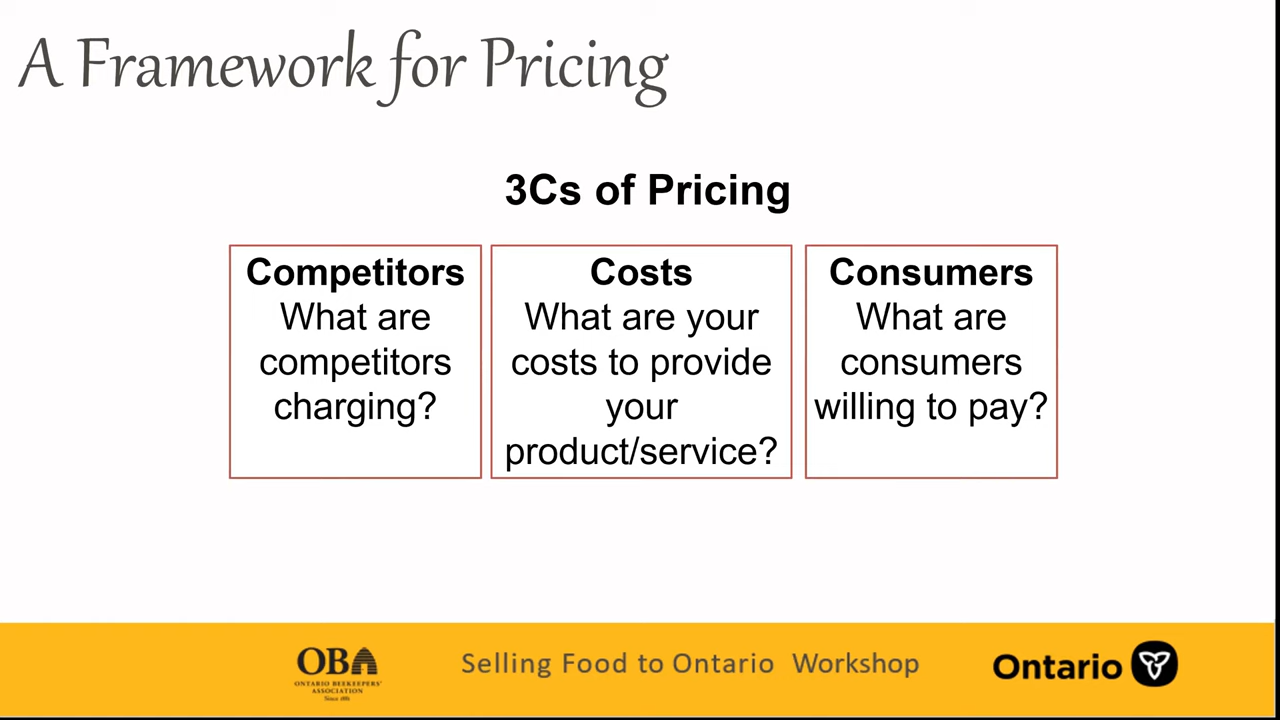 A Framework for Pricing
3Cs of Pricing
Competitors
What are
competitors
charging?
Costs
What are your
costs to provide
your
product/service?
Consumers
What are
consumers
willing to pay?
OBA
ONTARIO BEEKEEPERS'
ASSOCIATION
Since 1881
Selling Food to Ontario Workshop
Ontario